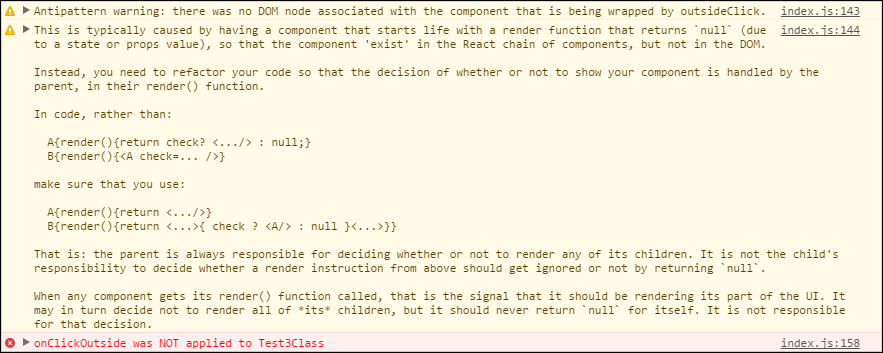 Antipattern warning: there was no DOM node associated with the component that is being wrapped by outsideClick. index.js:143
This is typically caused by having a component that starts life with a render function that returns `null` (due index.js:144
to a state or props value), so that the component 'exist' in the React chain of components, but not in the DOM.
Instead, you need to refactor your code so that the decision of whether or not to show your component is handled by the
parent, in their render() function.
In code, rather than:
A{render(){return check? <.../> : null;}
B{render(){<A check=... />}
make sure that you use:
A{render(){return <.../>}
B{render(){return <...>{ check ? <A/> : null }<...>}}
That is: the parent is always responsible for deciding whether or not to render any of its children. It is not the child's
responsibility to decide whether a render instruction from above should get ignored or not by returning `null`.
When any component gets its render() function called, that is the signal that it should be rendering its part of the UI. It
may in turn decide not to render all of *its* children, but it should never return `null` for itself. It is not responsible
for that decision.
onClickOutside was NOT applied to Test3Class index.js:158